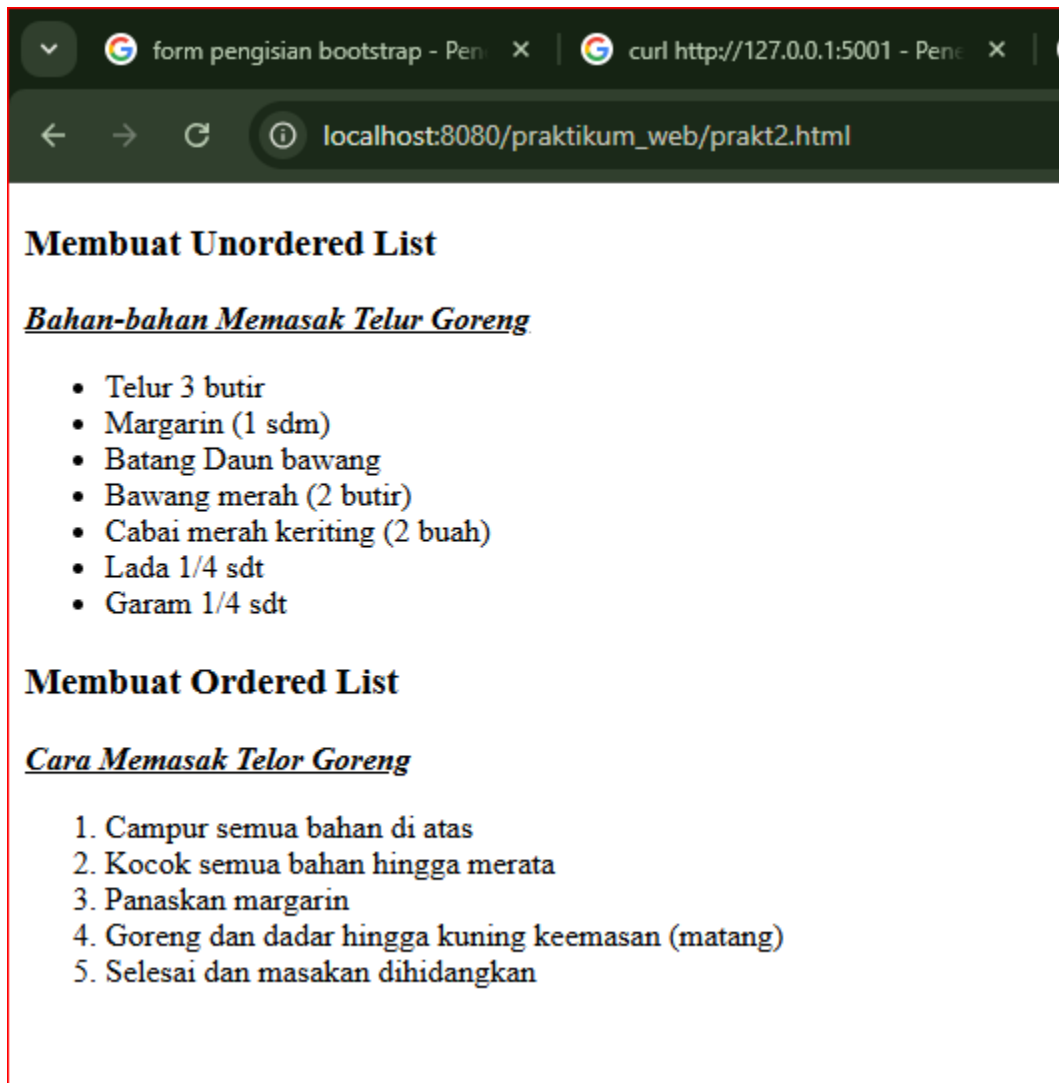 form pengisian bootstrap - Pen
curl http://127.0.0.1:5001 - Pene
localhost:8080/praktikum_web/prakt2.html
Membuat Unordered List
Bahan-bahan Memasak Telur Goreng
• Telur 3 butir
• Margarin (1 sdm)
• Batang Daun bawang
• Bawang merah (2 butir)
• Cabai merah keriting (2 buah)
• Lada 1/4 sdt
• Garam 1/4 sdt
Membuat Ordered List
Cara Memasak Telor Goreng
1. Campur semua bahan di atas
2. Kocok semua bahan hingga merata
3. Panaskan margarin
4. Goreng dan dadar hingga kuning keemasan (matang)
5. Selesai dan masakan dihidangkan